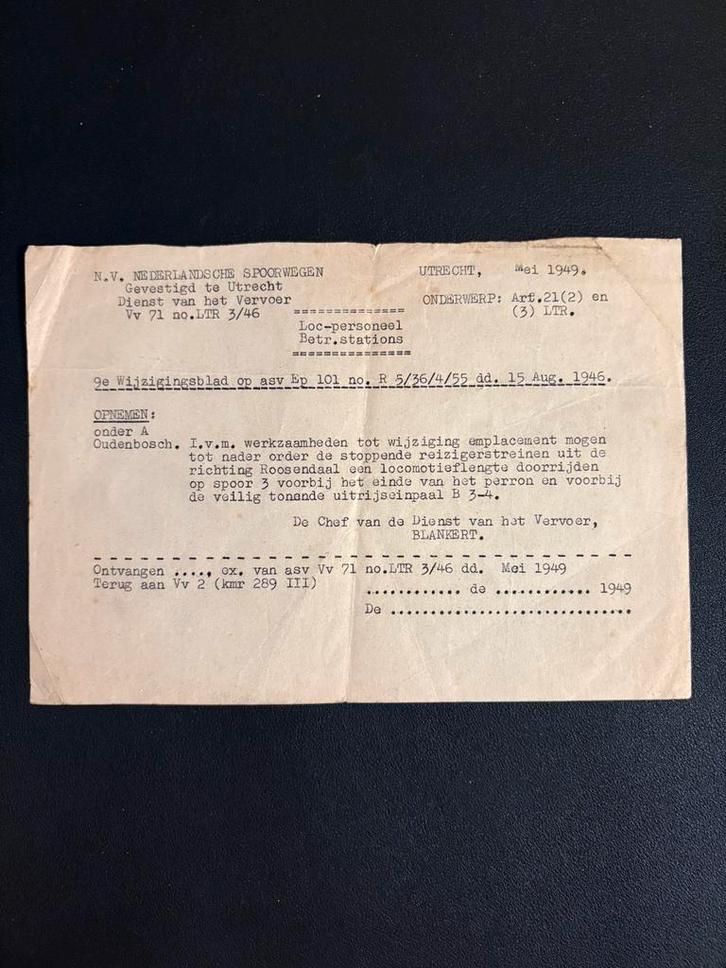 N.V. NEDERLANDSCHE SPOORWEGEN
Gevestigd te Utrecht
Dienst van het Vervoer
Vv 71 no.LTR 3/46
UTRECHT, Mei 1949.
ONDERWERP: Arf.21(2) en
(3) LTR.
==============
Loc-personeel
Betr.stations
==============
9e Wijzigingsblad op asv Ep 101 no. R 5/36/4/55 dd. 15 Aug. 1946.
OPNEMEN:
onder A
Oudenbosch. I.v.m. werkzaamheden tot wijziging emplacement mogen
tot nader order de stoppende reizigerstreinen uit de
richting Roosendaal een locomotieflengte doorrijden
op spoor 3 voorbij het einde van het perron en voorbij
de veilig tonande uitrijseinpaal B 3-4.
De Chef van de Dienst van het Vervoer,
BLANKERT.
- - - - - - - - - - - - - - - - - - - - - - - - - - - - - - - - - -
Ontvangen ...., ex. van asv Vv 71 no.LTR 3/46 dd. Mei 1949
Terug aan Vv 2 (kmr 289 III)
............ de ............ 1949
De ..............................